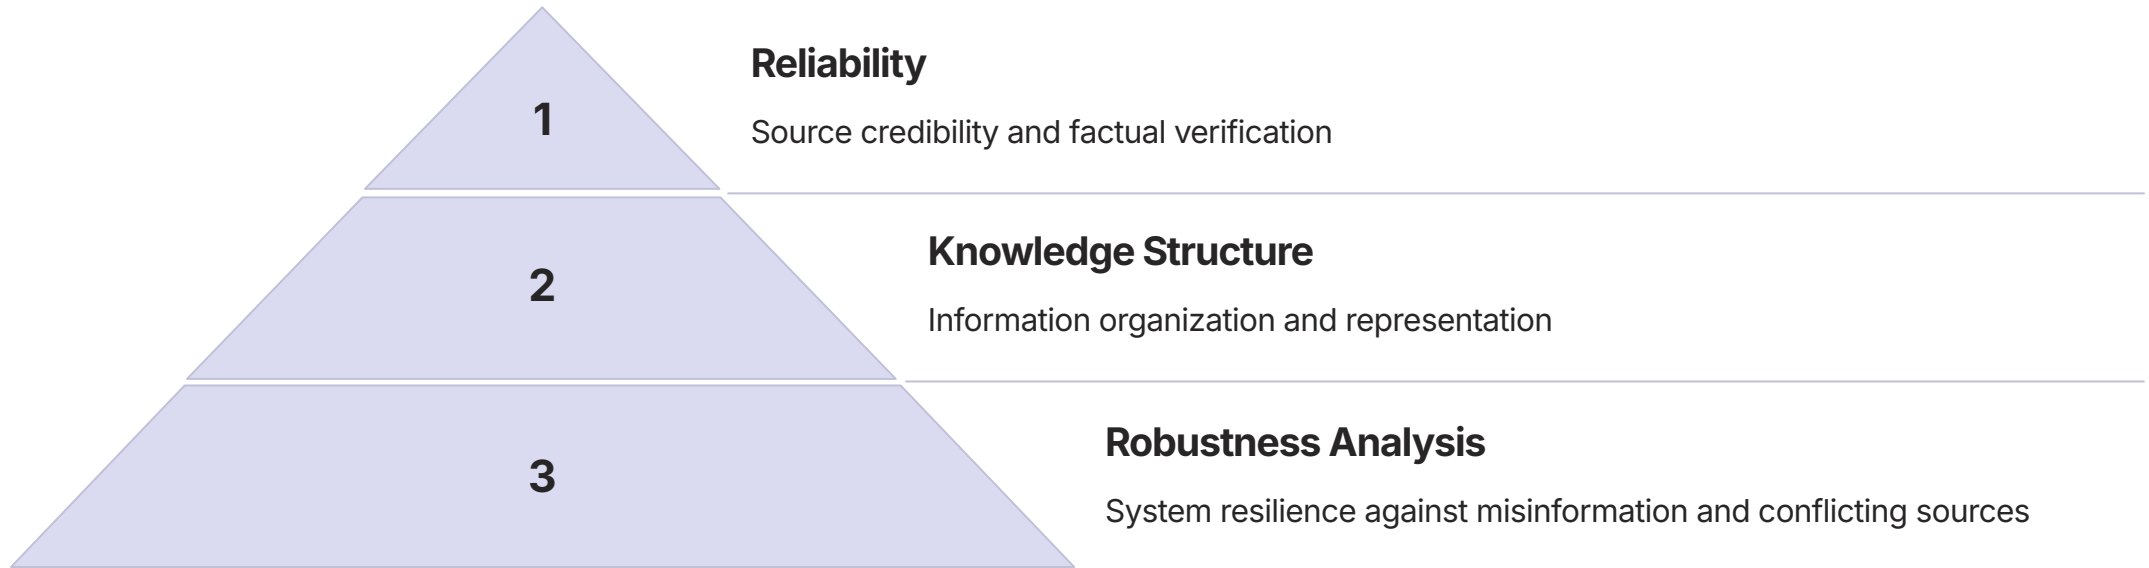 1
Reliability
Source credibility and factual verification
2
Knowledge Structure
Information organization and representation
3
Robustness Analysis
System resilience against misinformation and conflicting sources